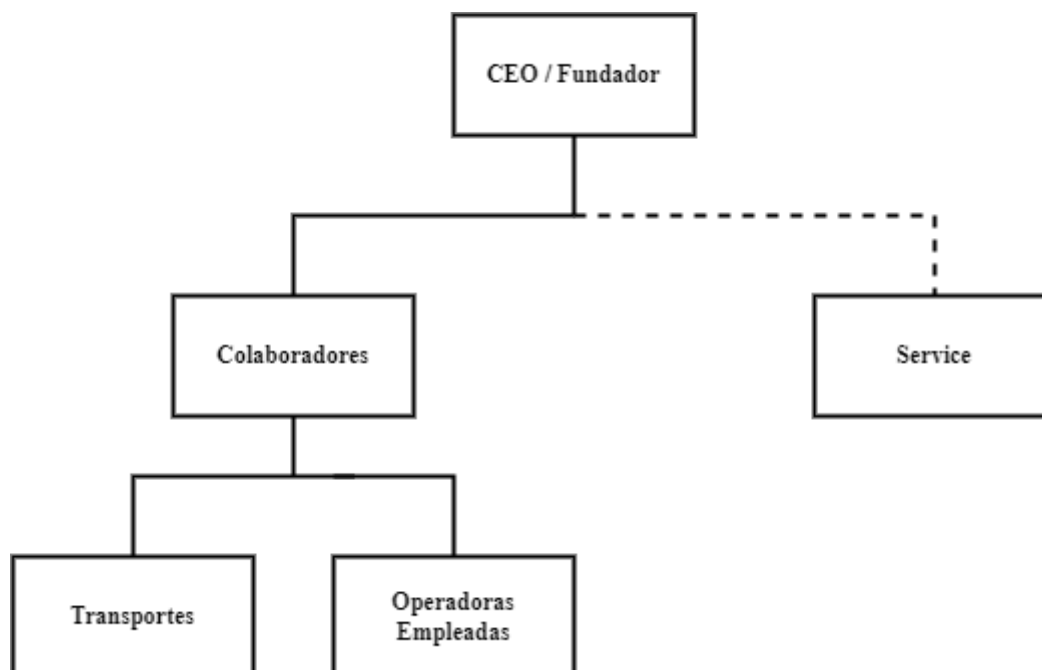 CEO / Fundador
Colaboradores
Service
Transportes
Operadoras
Empleadas